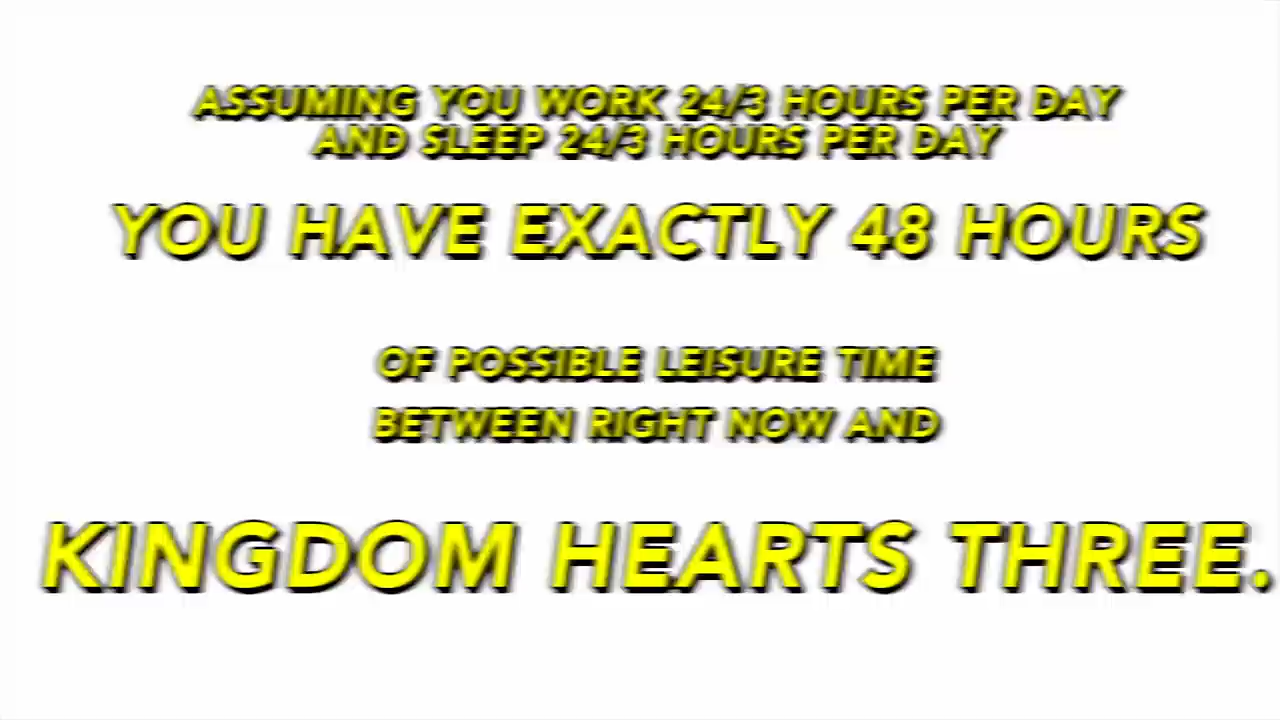 ASSUMING YOU WORK 24/3 HOURS PER DAY
AND SLEEP 24/3 HOURS PER DAY
YOU HAVE EXACTLY 48 HOURS
OF POSSIBLE LEISURE TIME
BETWEEN RIGHT NOW AND
KINGDOM HEARTS THREE.